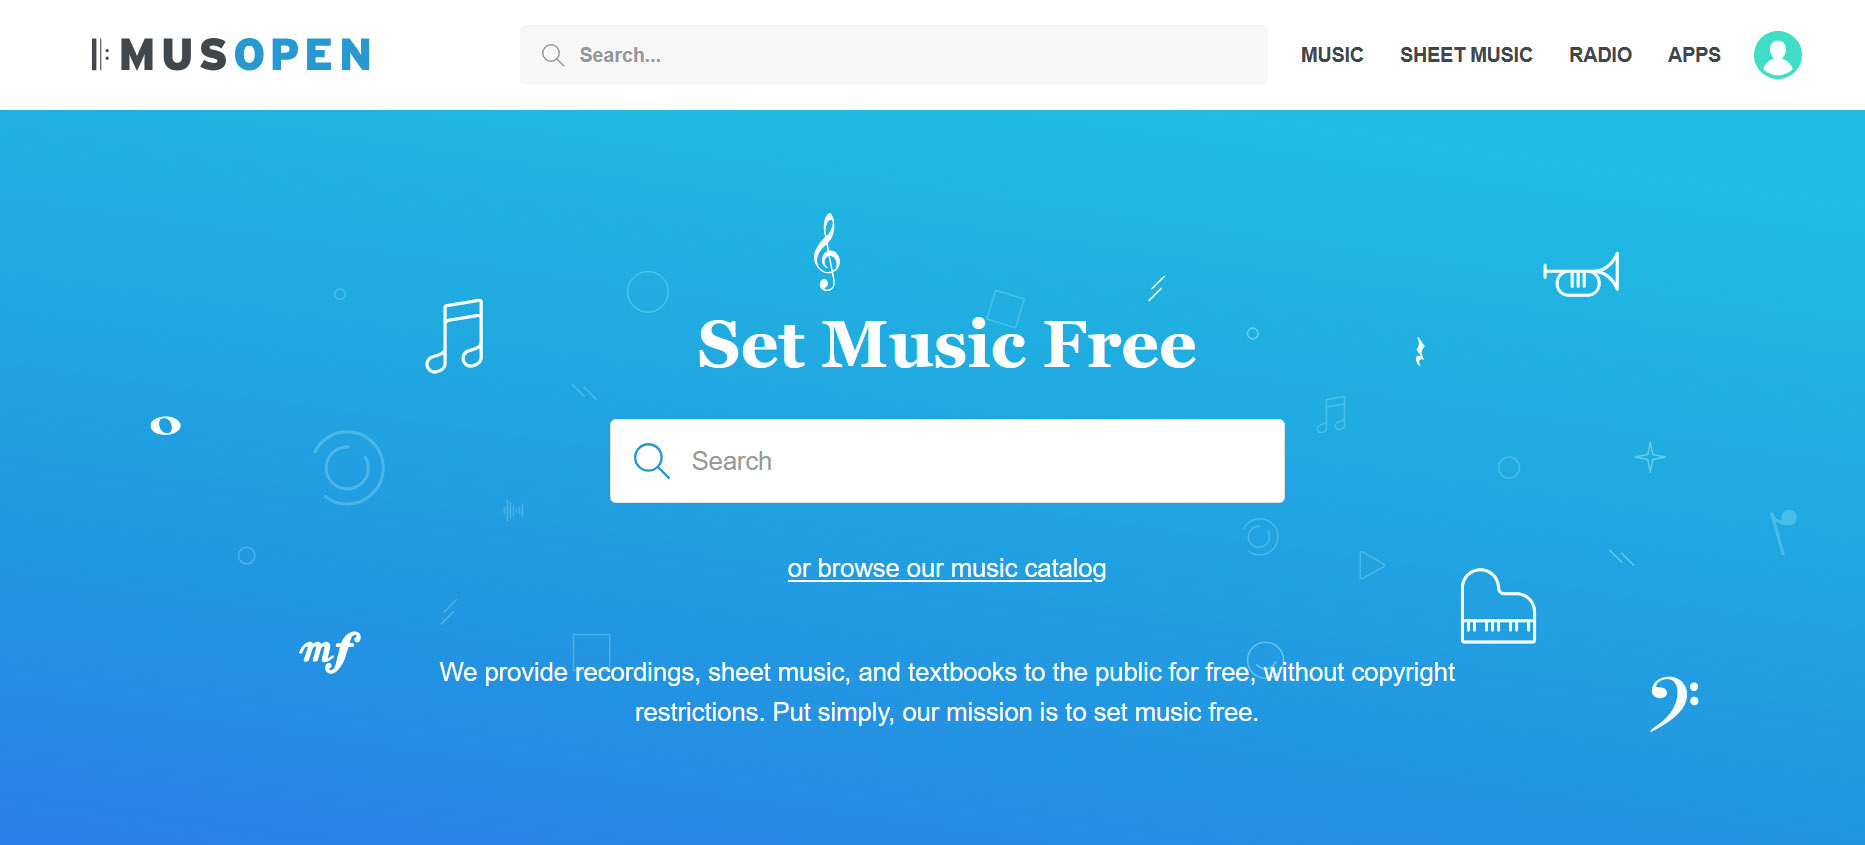 MUSOPEN
Search...
MUSIC
SHEET MUSIC
RADIO
APPS
Set Music Free
Search
or browse our music catalog
mf
We provide recordings, sheet music, and textbooks to the public for free, without copyright
restrictions. Put simply, our mission is to set music free.